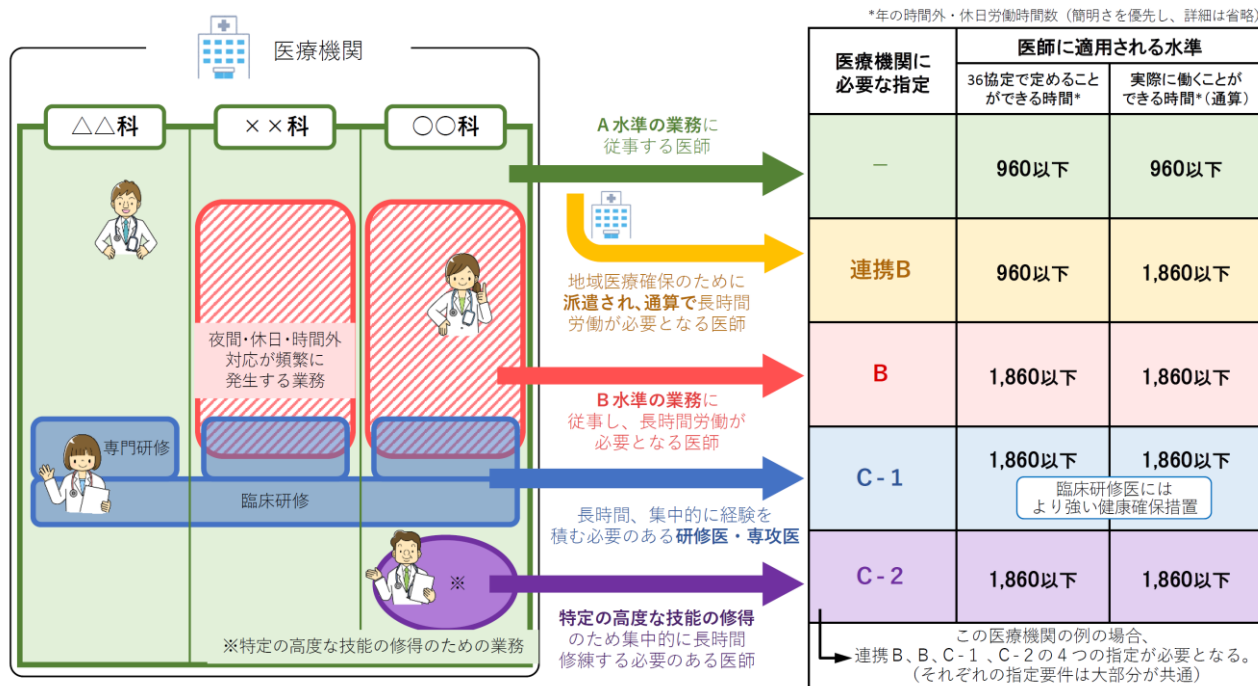 *年の時間外・休日労働時間数（簡明さを優先し、詳細は省略）
医療機関
△△科
××科
○○科
夜間・休日・時間外
対応が頻繁に
発生する業務
専門研修
臨床研修
※
※特定の高度な技能の修得のための業務
A水準の業務に
従事する医師
地域医療確保のために
派遣され、通算で長時間
労働が必要となる医師
B水準の業務に
従事し、長時間労働が
必要となる医師
長時間、集中的に経験を
積む必要のある研修医・専攻医
特定の高度な技能の修得
のため集中的に長時間
修練する必要のある医師
医療機関に
必要な指定
医師に適用される水準
36協定で定めること
ができる時間*
実際に働くことが
できる時間*（通算）
－
960以下
960以下
連携B
960以下
1,860以下
B
1,860以下
1,860以下
C-1
1,860以下
1,860以下
臨床研修医には
より強い健康確保措置
C-2
1,860以下
1,860以下
この医療機関の例の場合、
連携B、B、C-1、C-2の4つの指定が必要となる。
（それぞれの指定要件は大部分が共通）